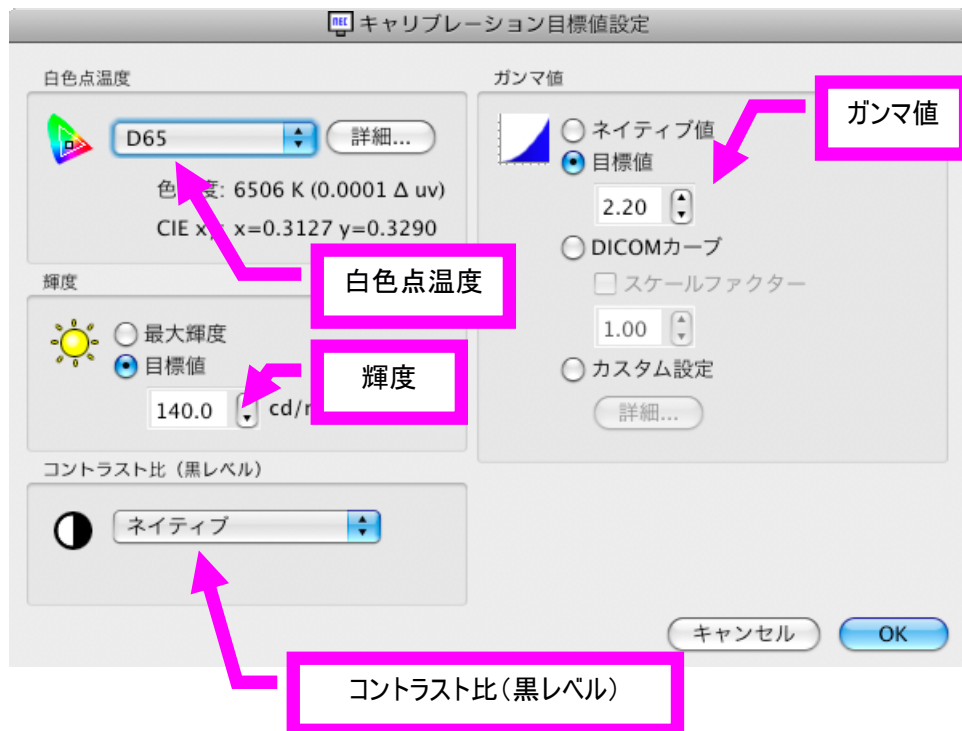 NEC キャリブレーション目標値設定
白色点温度
D65
詳細...
色 度: 6506 K (0.0001 Δ uv)
CIE x x=0.3127 y=0.3290
白色点温度
輝度
最大輝度
目標値
140.0 cd/
輝度
コントラスト比（黒レベル）
ネイティブ
コントラスト比（黒レベル）
ガンマ値
ネイティブ値
目標値
2.20
ガンマ値
DICOMカーブ
スケールファクター
1.00
カスタム設定
詳細...
キャンセル
OK